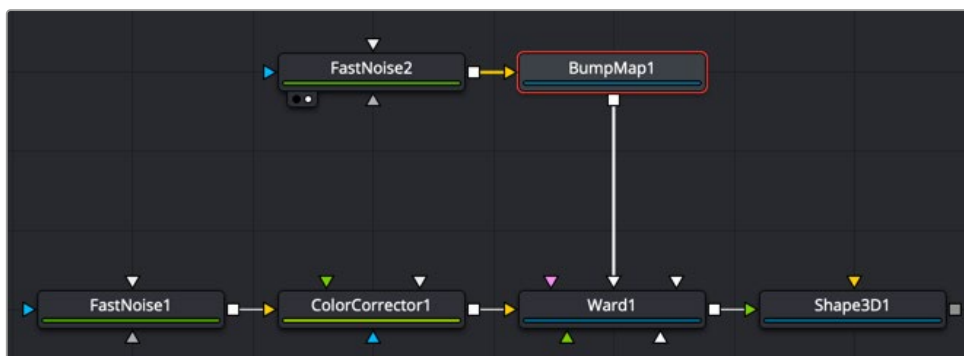 FastNoise2
BumpMap1
FastNoise1
ColorCorrector1
Ward1
Shape3D1